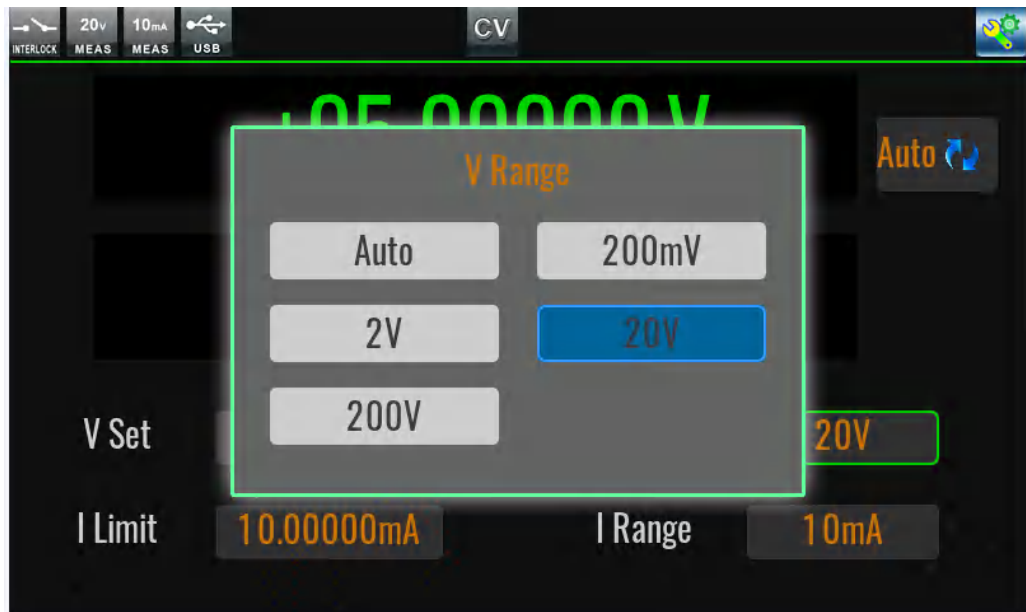 20V 10mA
INTERLOCK MEAS MEAS USB
CV
V Range
Auto
Auto 200mV
2V 20V
200V
V Set 20V
I Limit 10.00000mA I Range 10mA